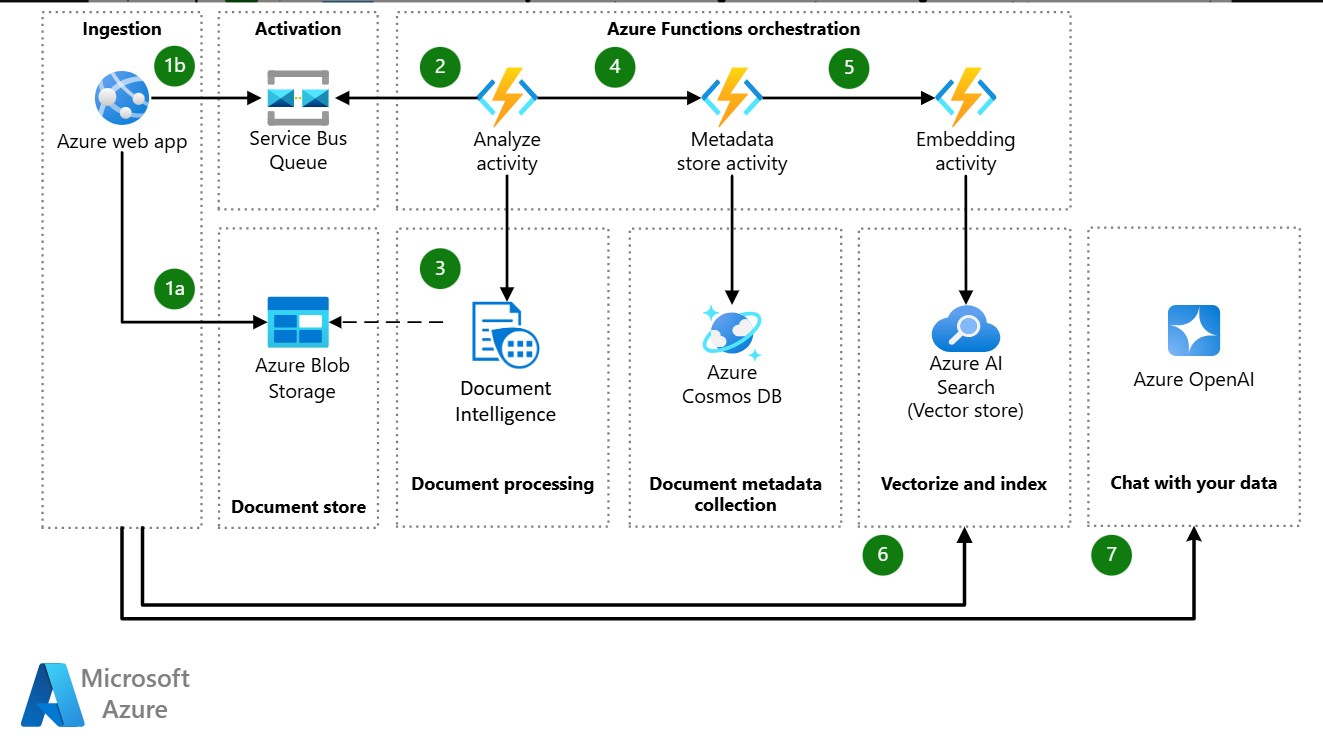 Ingestion
Activation
Azure Functions orchestration
1b
2
4
5
Azure web app
Service Bus
Queue
Analyze
activity
Metadata
store activity
Embedding
activity
1a
3
Azure Blob
Storage
Document
Intelligence
Azure
Cosmos DB
Azure AI
Search
(Vector store)
Azure OpenAI
Document store
Document processing
Document metadata
collection
Vectorize and index
Chat with your data
6
7
Microsoft
Azure